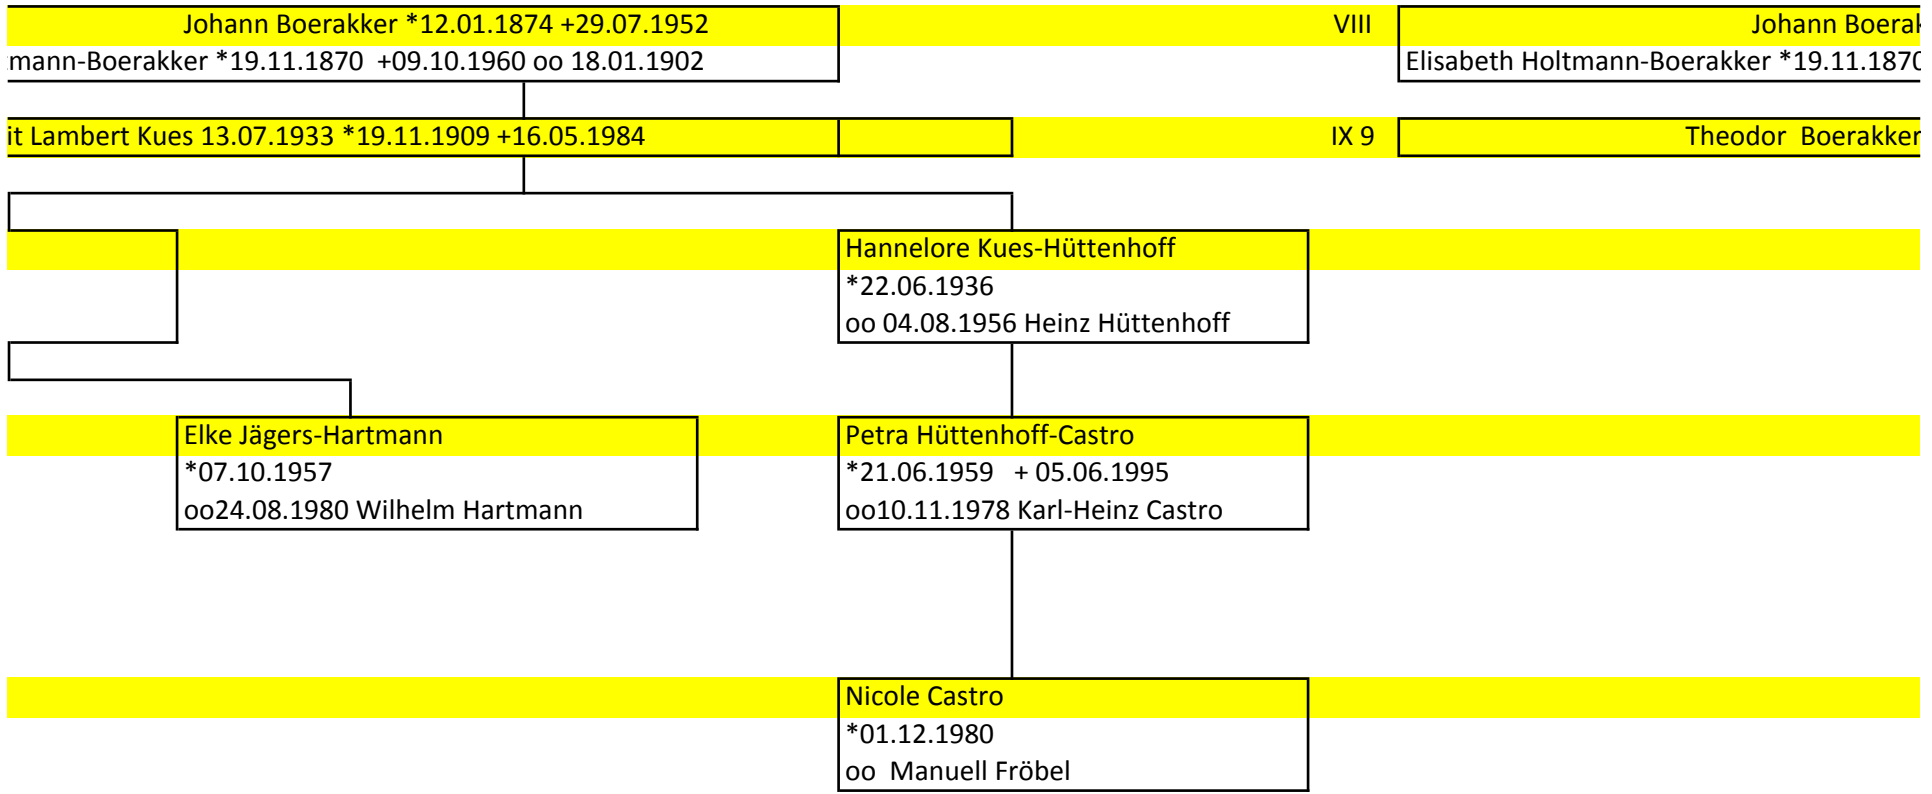 Johann Boerakker *12.01.1874 +29.07.1952 VIII Johann Boerak
mann-Boerakker *19.11.1870 +09.10.1960 oo 18.01.1902 Elisabeth Holtmann-Boerakker *19.11.1870
it Lambert Kues 13.07.1933 *19.11.1909 +16.05.1984 IX 9 Theodor Boerakker
Hannelore Kues-Hüttenhoff
*22.06.1936
oo 04.08.1956 Heinz Hüttenhoff
Elke Jägers-Hartmann
*07.10.1957
oo24.08.1980 Wilhelm Hartmann
Petra Hüttenhoff-Castro
*21.06.1959 + 05.06.1995
oo10.11.1978 Karl-Heinz Castro
Nicole Castro
*01.12.1980
oo Manuell Fröbel